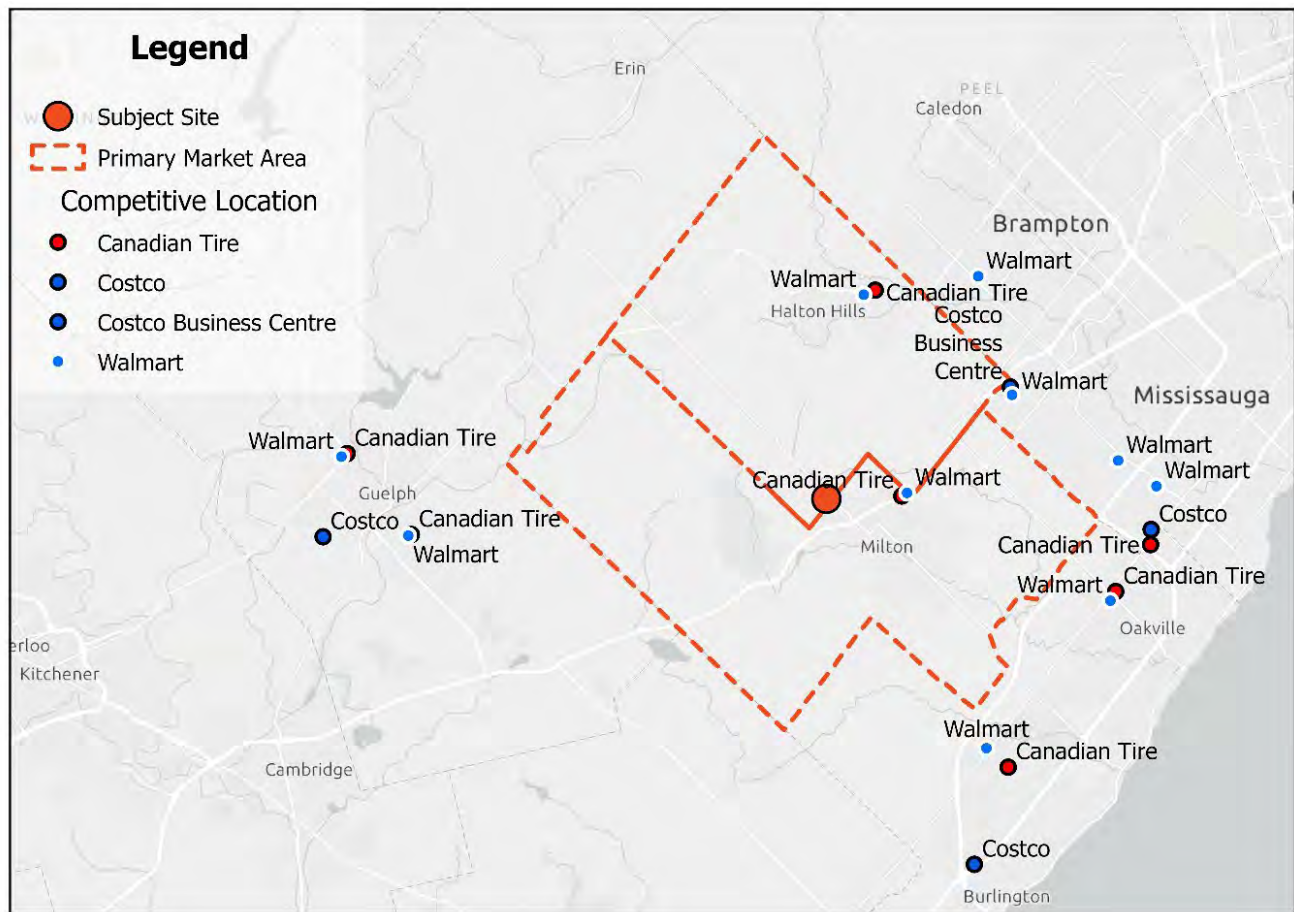 Legend
Subject Site
Primary Market Area
Competitive Location
Canadian Tire
Costco
Costco Business Centre
Walmart
Erin
PEEL
Caledon
Brampton
Walmart
Walmart
Canadian Tire
Halton Hills
Costco
Business
Centre
Walmart
Mississauga
Walmart
Walmart
Walmart
Canadian Tire
Guelph
Costco
Canadian Tire
Walmart
Canadian Tire
Walmart
Milton
Costco
Canadian Tire
Canadian Tire
Walmart
Oakville
erloo
Kitchener
Cambridge
Walmart
Canadian Tire
Costco
Burlington